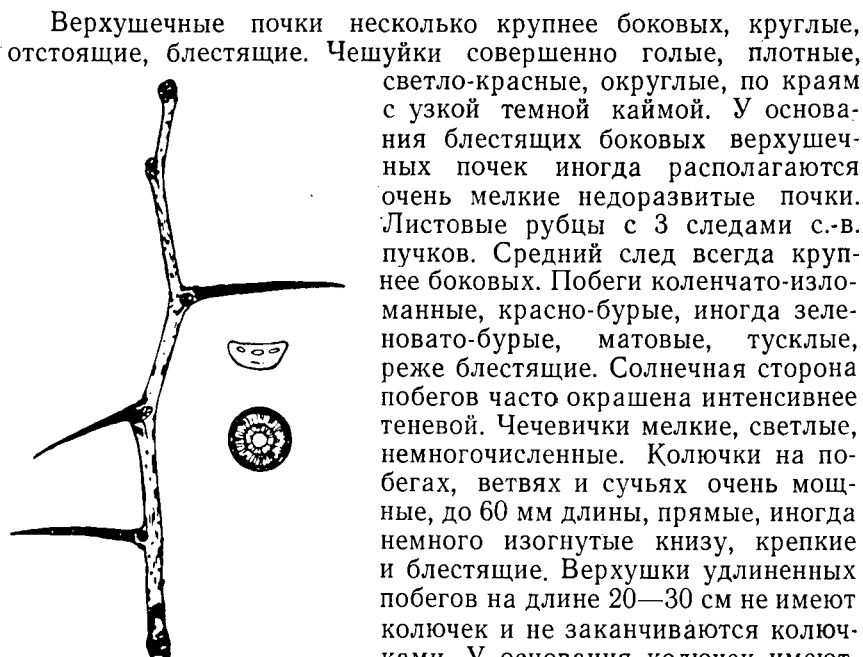 Верхушечные почки несколько крупнее боковых, круглые,
отстоящие, блестящие. Чешуйки совершенно голые, плотные,
светло-красные, округлые, по краям
с узкой темной каймой. У основа-
ния блестящих боковых верхушеч-
ных почек иногда располагаются
очень мелкие недоразвитые почки.
Листовые рубцы с 3 следами с.-в.
пучков. Средний след всегда круп-
нее боковых. Побеги коленчато-изло-
манные, красно-бурые, иногда зеле-
новато-бурые, матовые, тусклые,
реже блестящие. Солнечная сторона
побегов часто окрашена интенсивнее
теневой. Чечевички мелкие, светлые,
немногочисленные. Колючки на по-
бегах, ветвях и сучьях очень мощ-
ные, до 60 мм длины, прямые, иногда
немного изогнутые книзу, крепкие
и блестящие. Верхушки удлиненных
побегов на длине 20—30 см не имеют
колючек и не заканчиваются колюч-
ками. У основания колючек имеют-